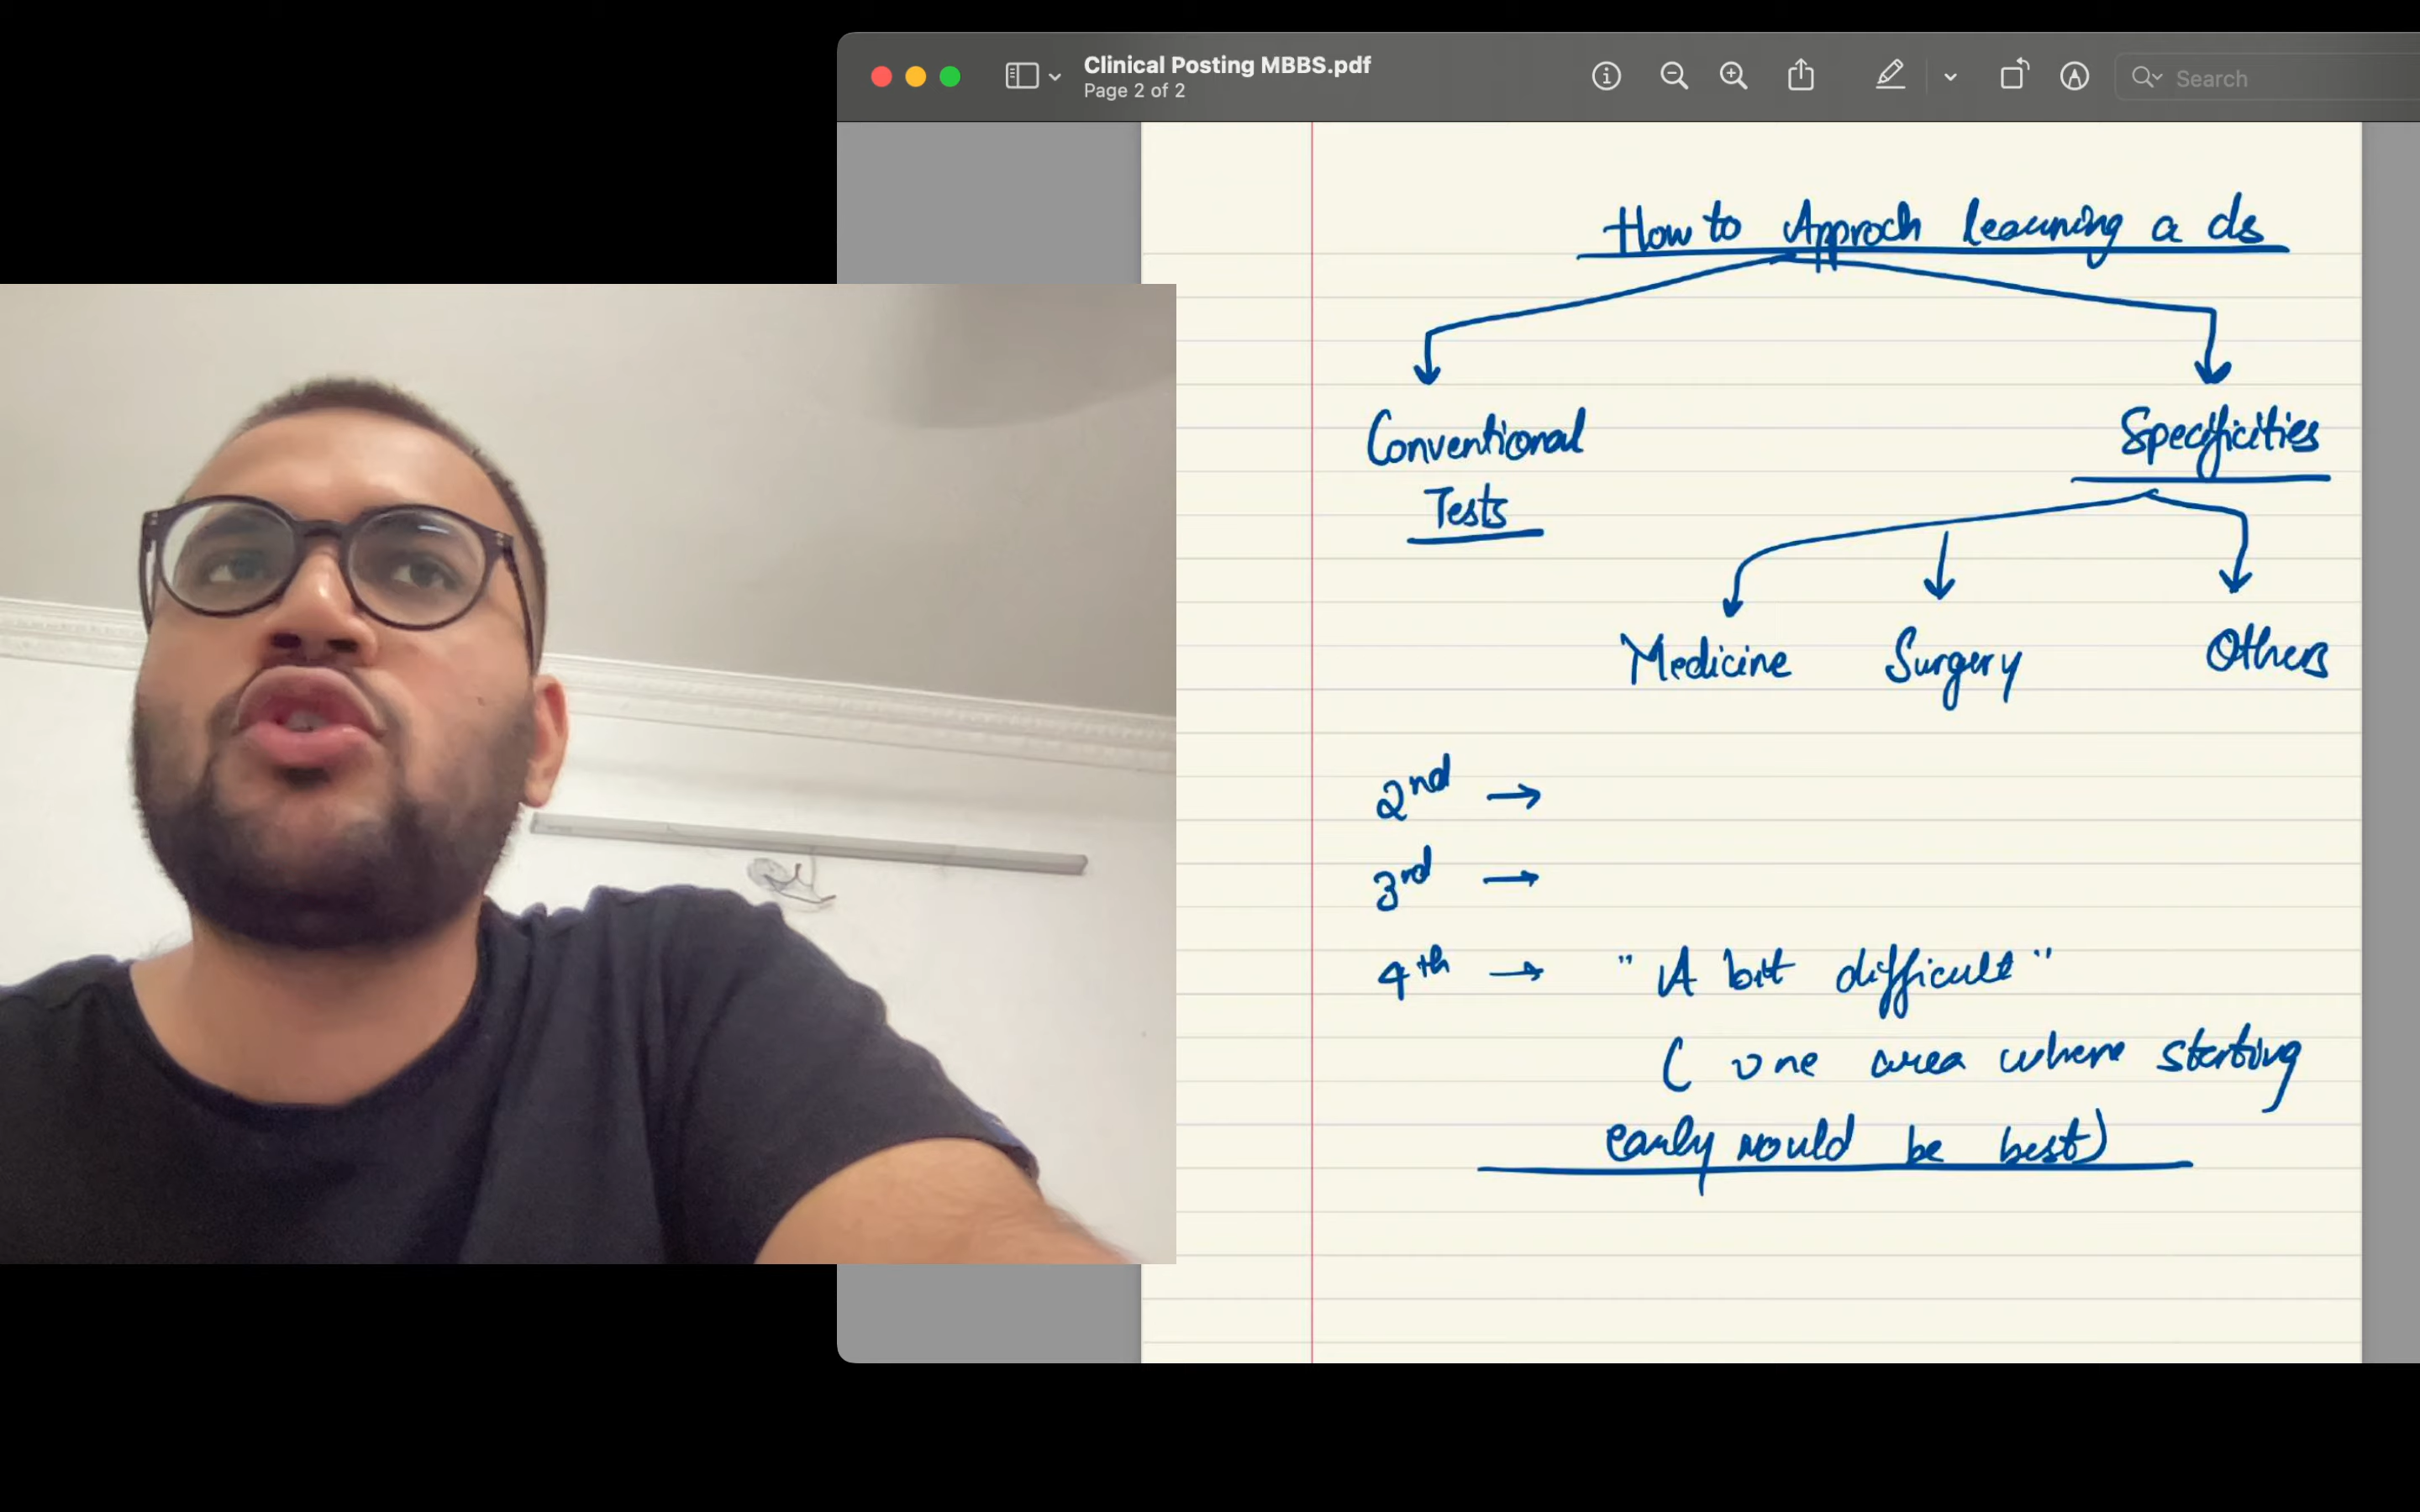 Clinical Posting MBBS.pdf
Page 2 of 2
Search
How to Approch learning a ds
Conventional
Tests
Specificities
Medicine Surgery Others
2nd →
3rd →
4th → "A bit difficult"
( one area where starting
early would be best)